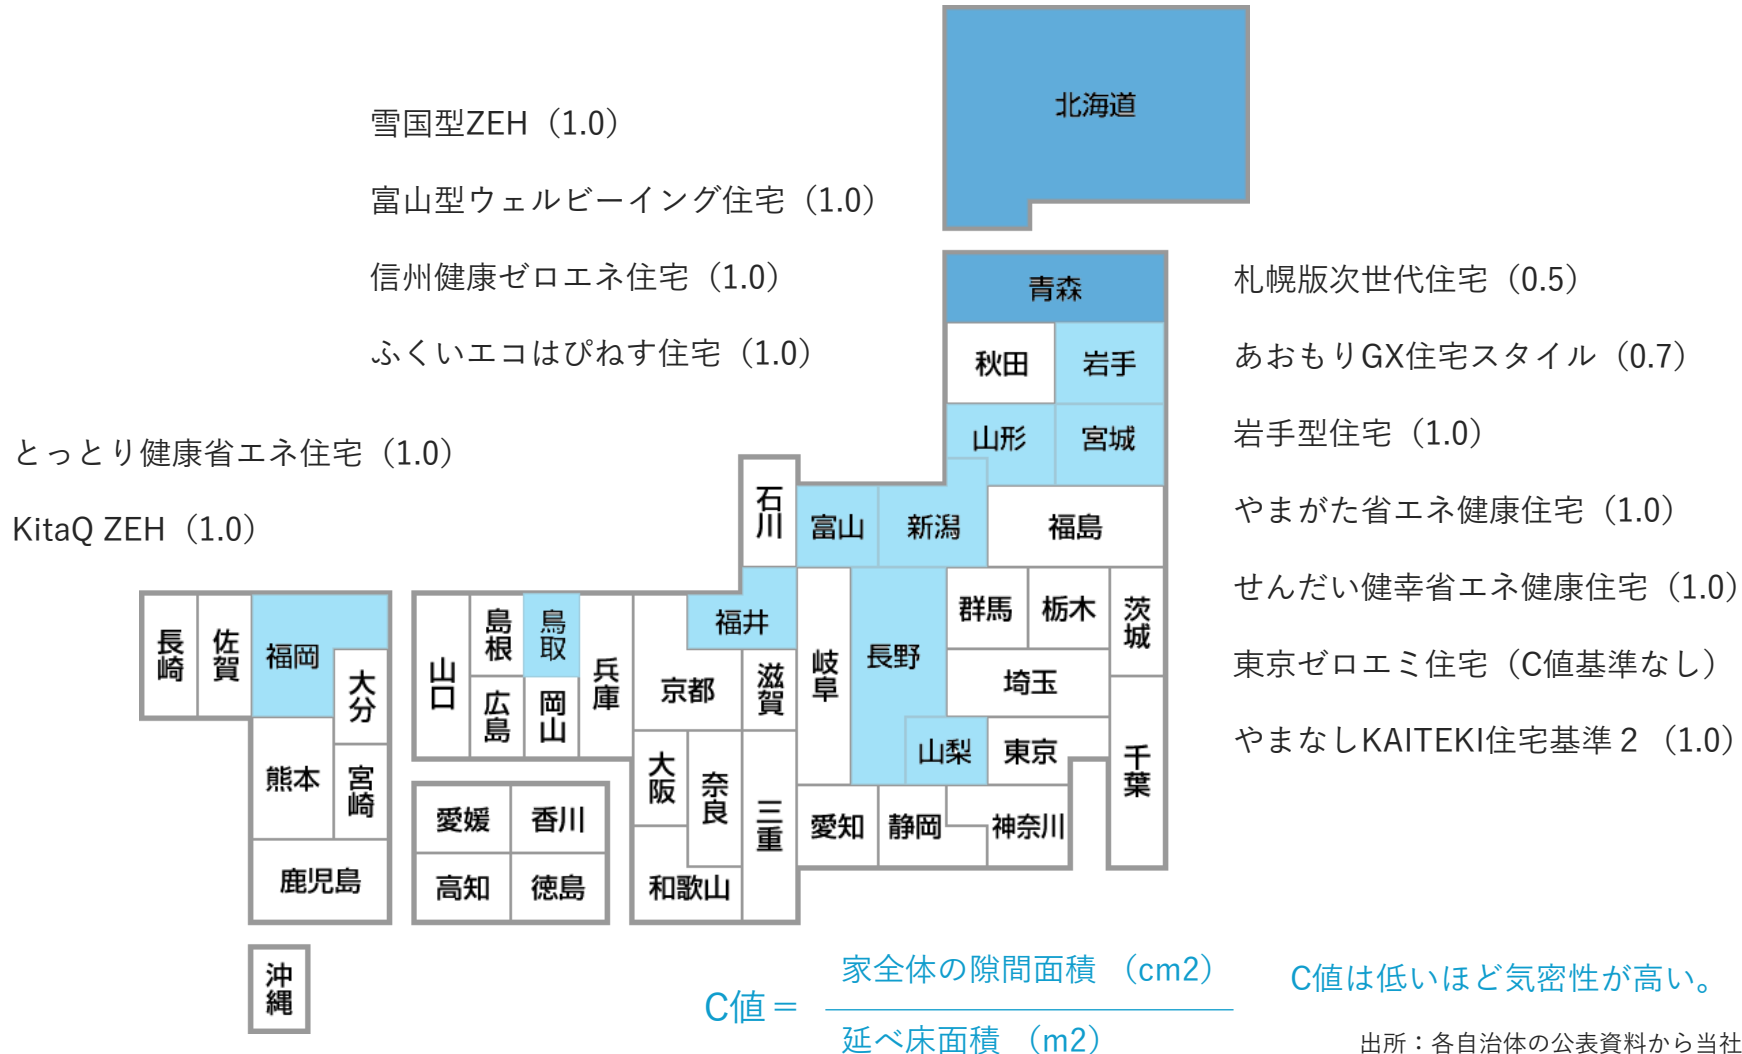 北海道
雪国型ZEH（1.0）
富山型ウェルビーイング住宅（1.0）
信州健康ゼロエネ住宅（1.0）
ふくいエコはぴねす住宅（1.0）
とっとり健康省エネ住宅（1.0）
KitaQ ZEH（1.0）
青森
秋田
岩手
山形
宮城
石川
富山
新潟
福島
札幌版次世代住宅（0.5）
あおもりGX住宅スタイル（0.7）
岩手型住宅（1.0）
やまがた省エネ健康住宅（1.0）
せんだい健幸省エネ健康住宅（1.0）
東京ゼロエミ住宅（C値基準なし）
やまなしKAITEKI住宅基準２（1.0）
長崎
佐賀
福岡
大分
熊本
宮崎
鹿児島
沖縄
山口
島根
鳥取
広島
岡山
兵庫
京都
福井
滋賀
岐阜
長野
群馬
栃木
茨城
埼玉
山梨
東京
千葉
大阪
奈良
三重
和歌山
愛知
静岡
神奈川
愛媛
香川
高知
徳島
C値＝
家全体の隙間面積 （cm2）
延べ床面積 （m2）
C値は低いほど気密性が高い。
出所：各自治体の公表資料から当社